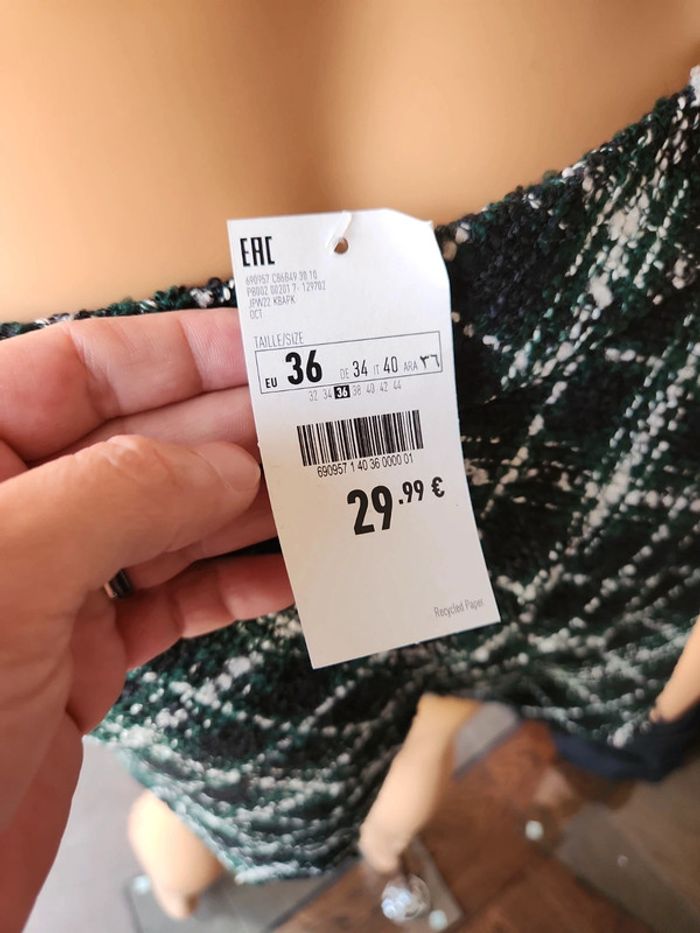 EAC
690957 C86B49 30 10
P8002 00201 7- 129702
JPW22 KBAPK
OCT
TAILLE/SIZE
EU 36 DE 34 IT 40 ARA ٣٦
32 34 36 38 40 42 44
690957 1 40 36 0000 01
29.99 €
Recycled Paper